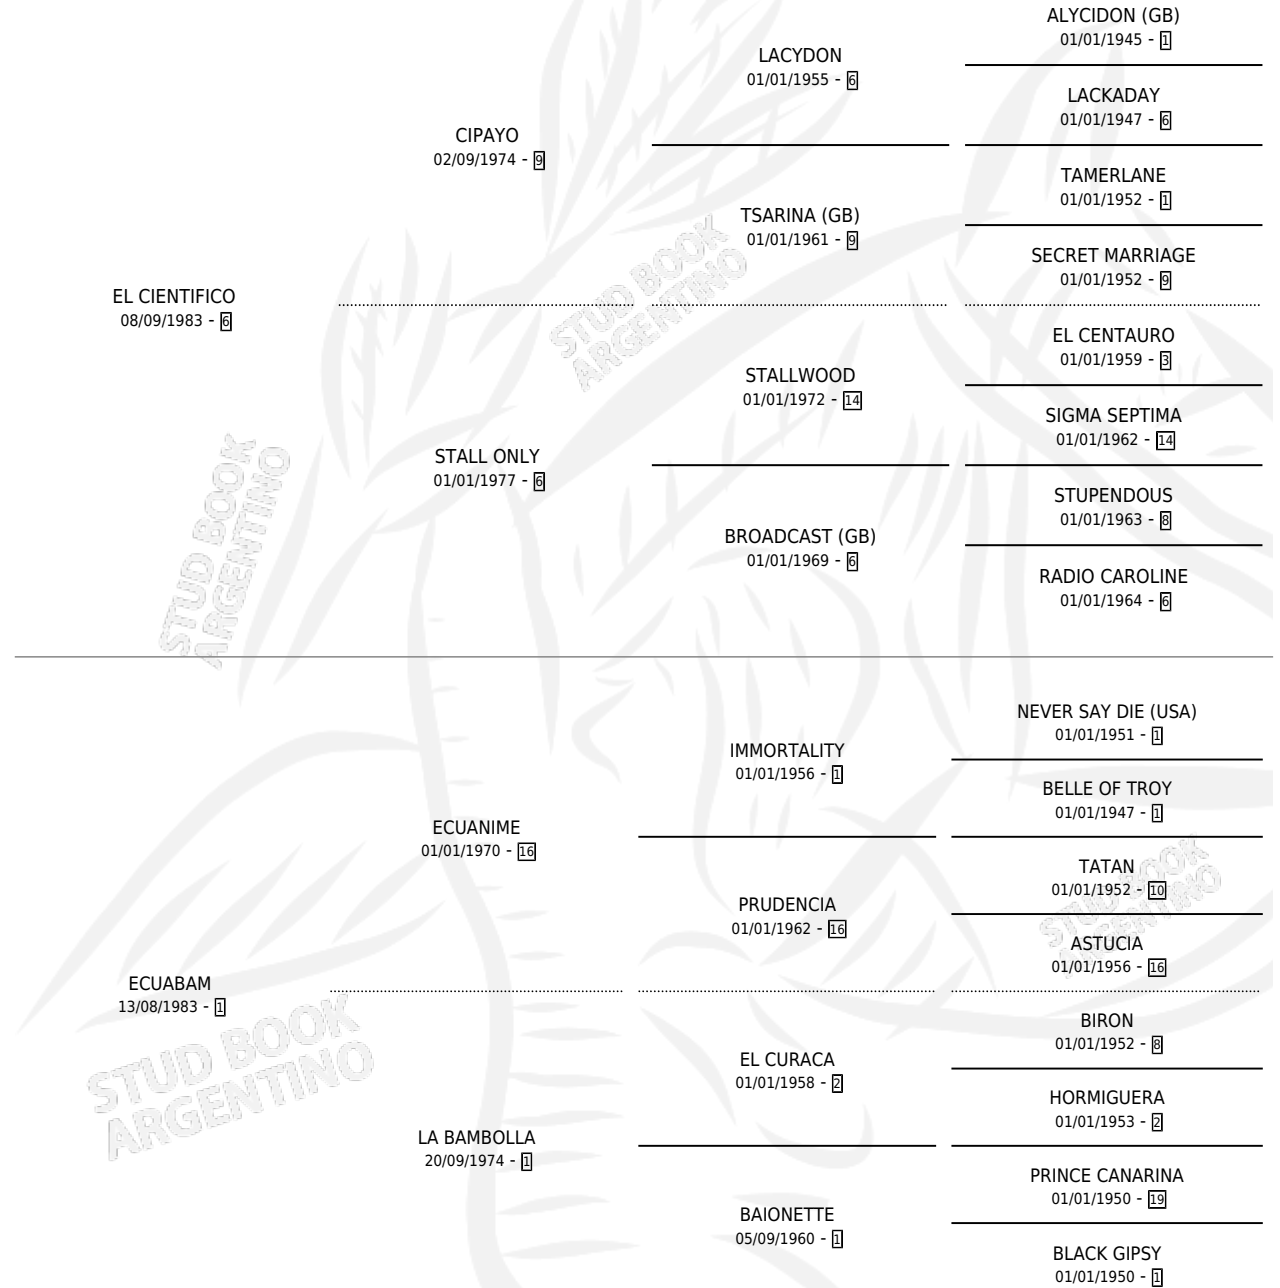 ALYCIDON (GB)
01/01/1945 - 1
LACYDON
01/01/1955 - 6
LACKADAY
01/01/1947 - 6
CIPAYO
02/09/1974 - 9
TAMERLANE
01/01/1952 - 1
TSARINA (GB)
01/01/1961 - 9
SECRET MARRIAGE
01/01/1952 - 9
EL CIENTIFICO
08/09/1983 - 6
EL CENTAURO
01/01/1959 - 3
STALLWOOD
01/01/1972 - 14
SIGMA SEPTIMA
01/01/1962 - 14
STALL ONLY
01/01/1977 - 6
STUPENDOUS
01/01/1963 - 8
BROADCAST (GB)
01/01/1969 - 6
RADIO CAROLINE
01/01/1964 - 6
NEVER SAY DIE (USA)
01/01/1951 - 1
IMMORTALITY
01/01/1956 - 1
BELLE OF TROY
01/01/1947 - 1
ECUANIME
01/01/1970 - 16
TATAN
01/01/1952 - 10
PRUDENCIA
01/01/1962 - 16
ASTUCIA
01/01/1956 - 16
ECUABAM
13/08/1983 - 1
BIRON
01/01/1952 - 8
EL CURACA
01/01/1958 - 2
HORMIGUERA
01/01/1953 - 2
LA BAMBOLLA
20/09/1974 - 1
PRINCE CANARINA
01/01/1950 - 19
BAIONETTE
05/09/1960 - 1
BLACK GIPSY
01/01/1950 - 1
STUD BOOK
ARGENTINO
STUD BOOK
ARGENTINO
STUD BOOK
ARGENTINO
STUD BOOK
ARGENTINO